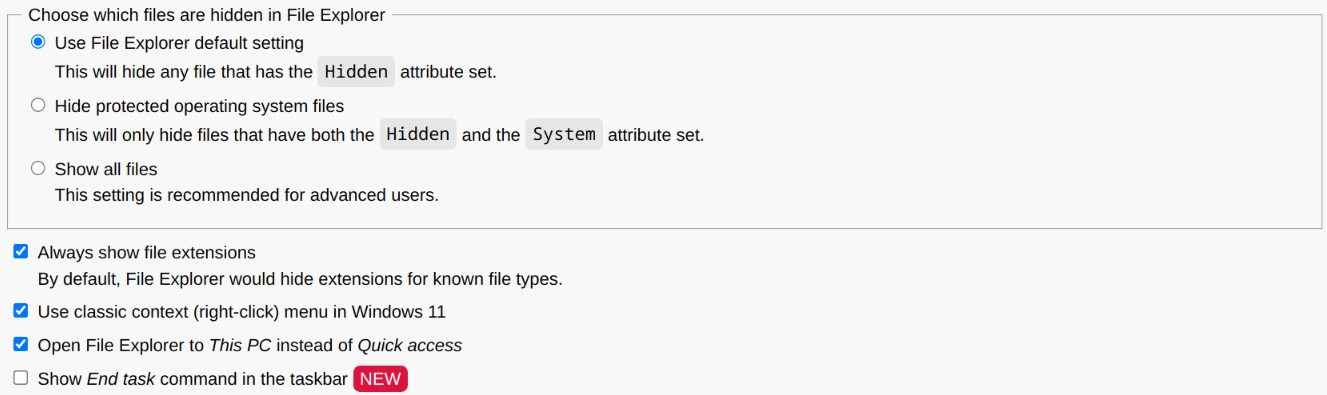 Choose which files are hidden in File Explorer
Use File Explorer default setting
This will hide any file that has the Hidden attribute set.
Hide protected operating system files
This will only hide files that have both the Hidden and the System attribute set.
Show all files
This setting is recommended for advanced users.
Always show file extensions
By default, File Explorer would hide extensions for known file types.
Use classic context (right-click) menu in Windows 11
Open File Explorer to This PC instead of Quick access
Show End task command in the taskbar NEW